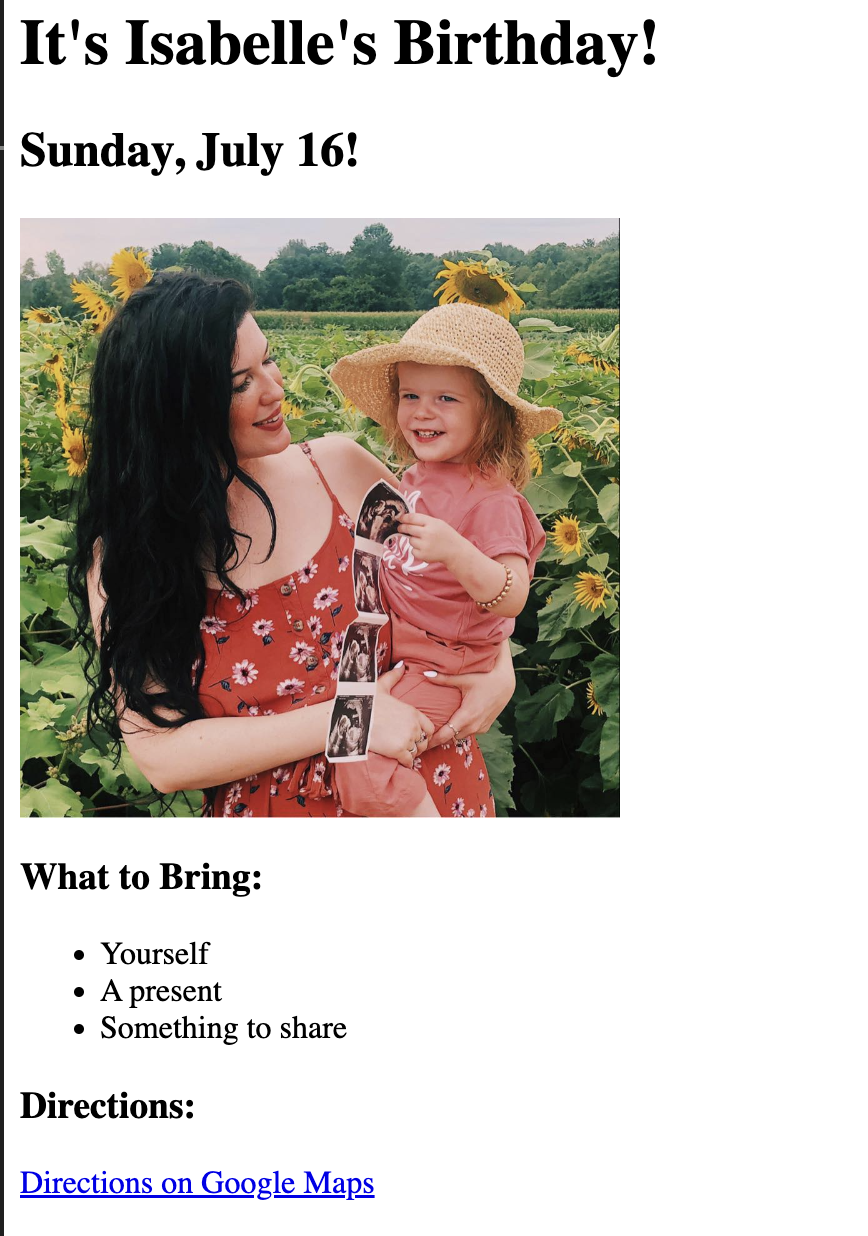 It's Isabelle's Birthday!
Sunday, July 16!
What to Bring:
Yourself
A present
Something to share
Directions:
Directions on Google Maps